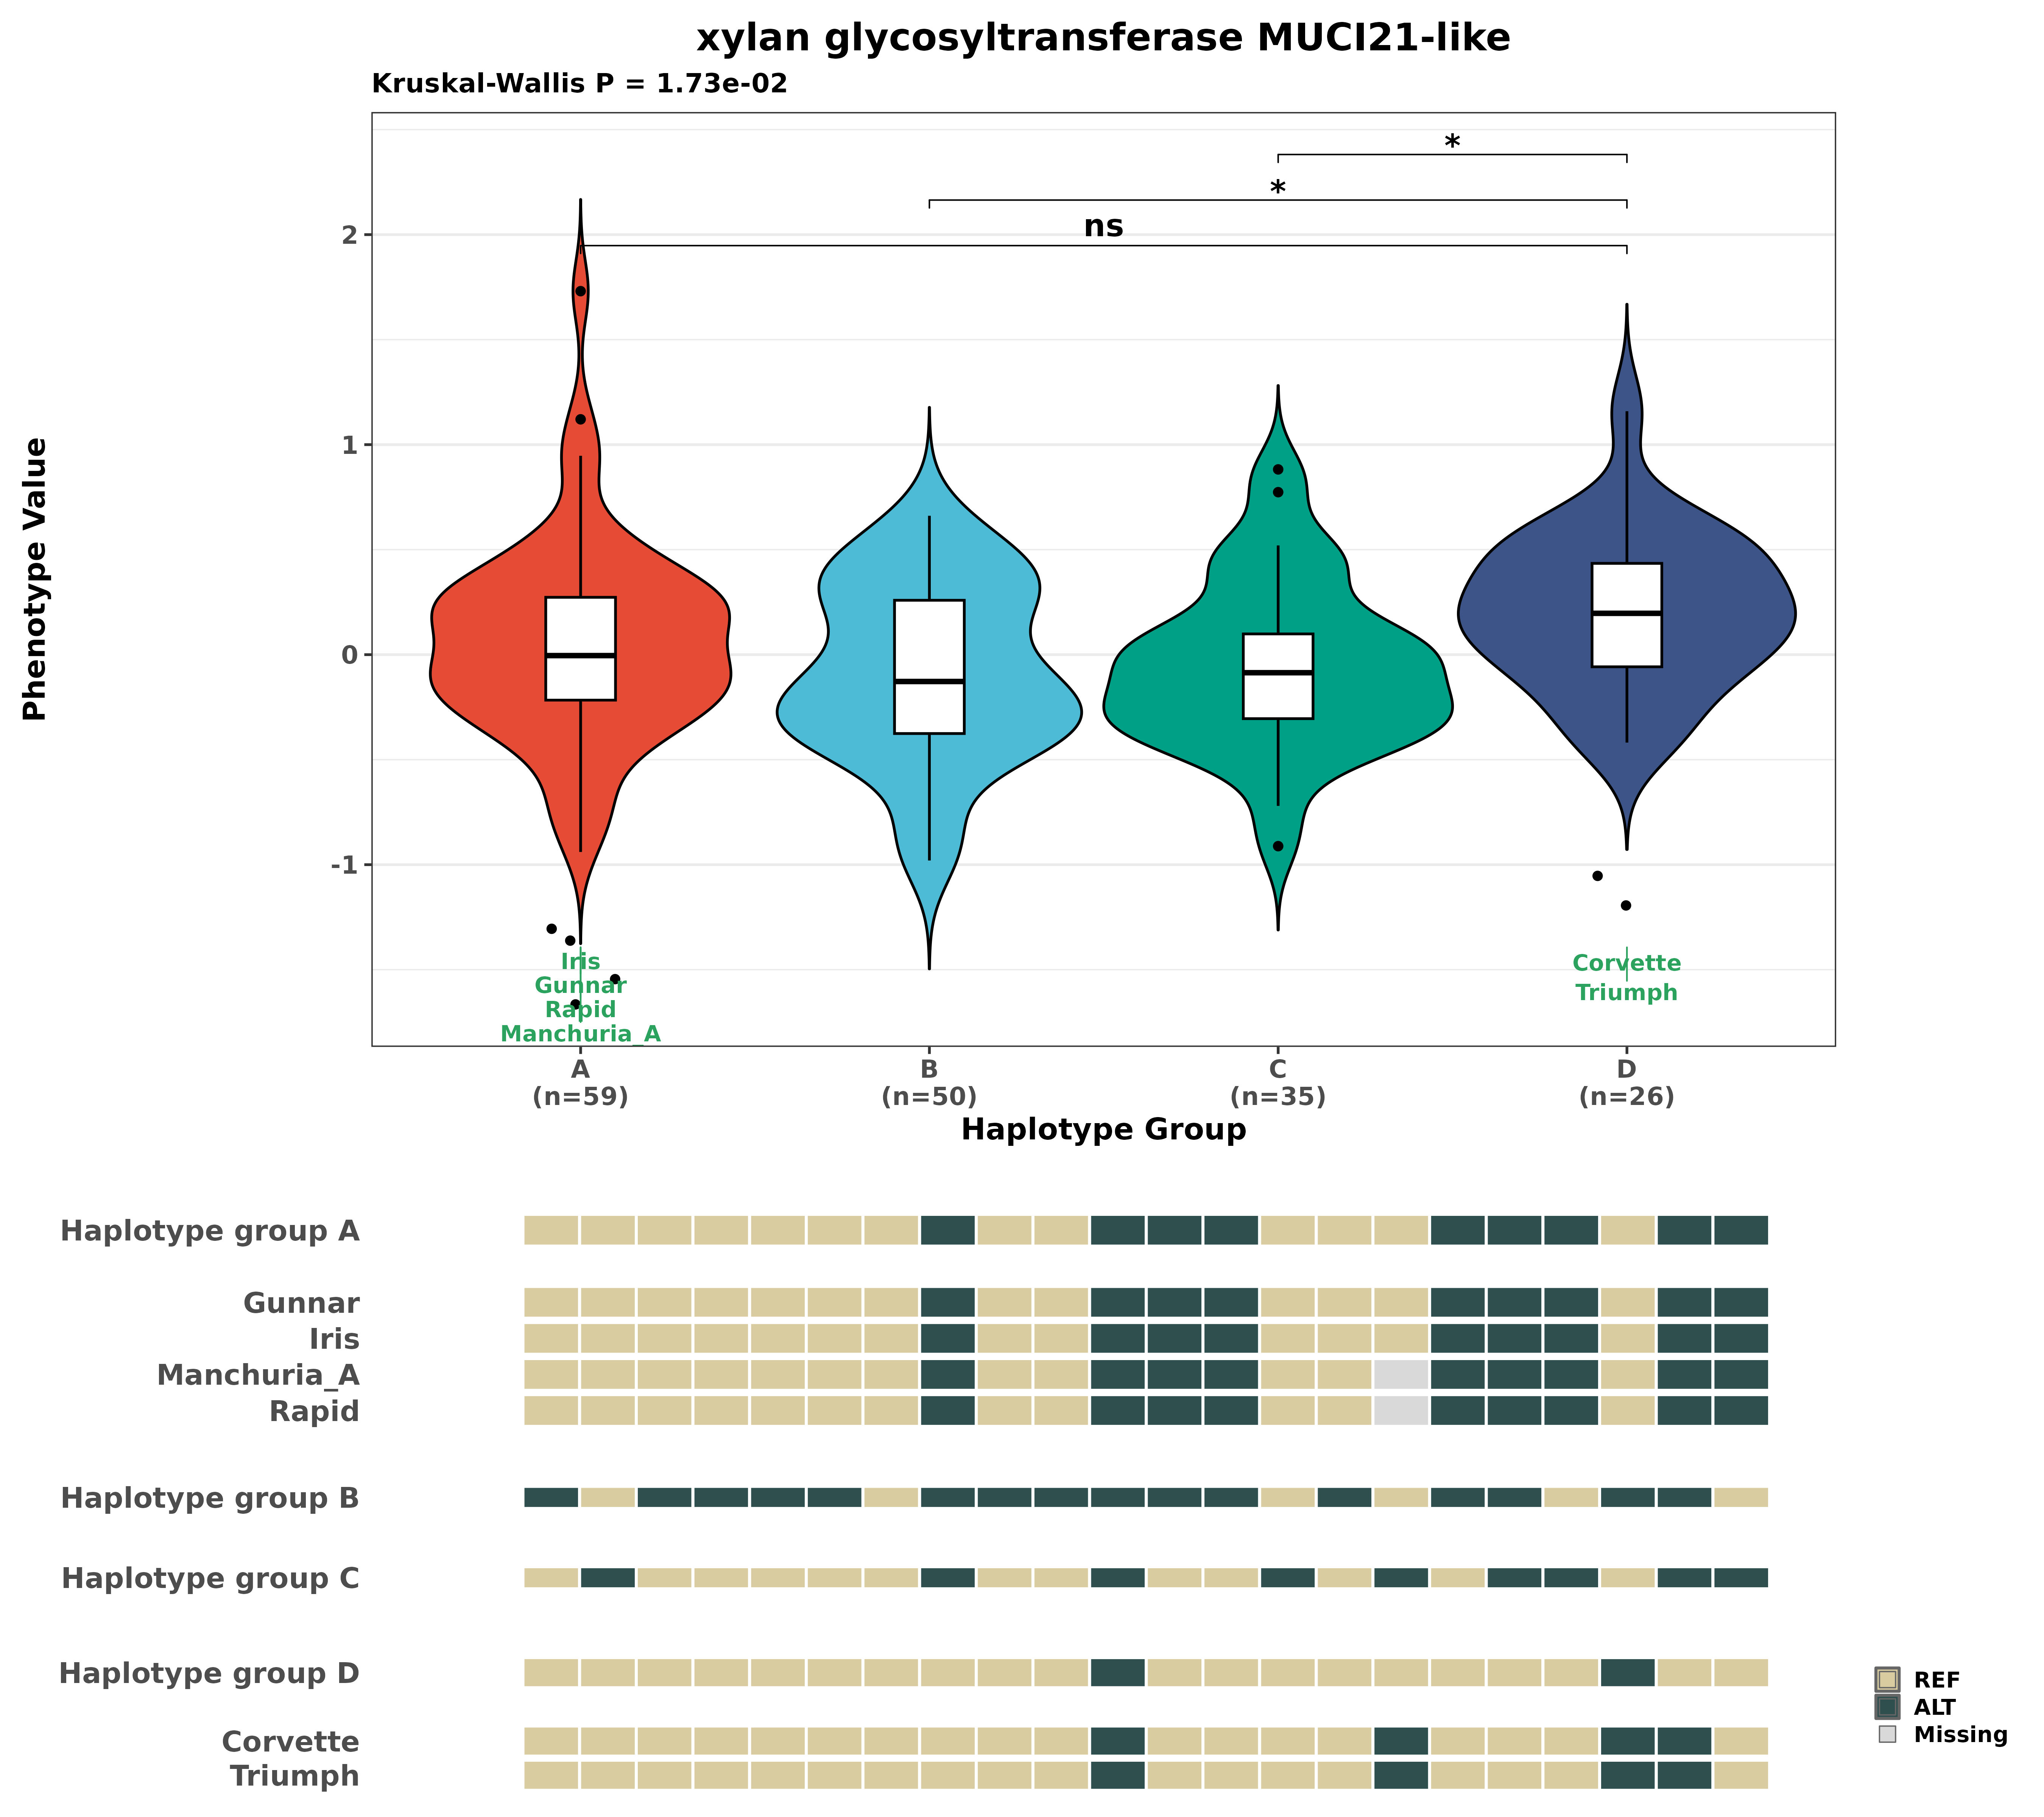 xylan glycosyltransferase MUCI21-like
Kruskal-Wallis P = 1.73e-02
*
*
ns
2
1
0
-1
Phenotype Value
Iris
Gunnar
Rapid
Manchuria_A
Corvette
Triumph
A
(n=59)
B
(n=50)
C
(n=35)
D
(n=26)
Haplotype Group
Haplotype group A
Gunnar
Iris
Manchuria_A
Rapid
Haplotype group B
Haplotype group C
Haplotype group D
Corvette
Triumph
REF
ALT
Missing